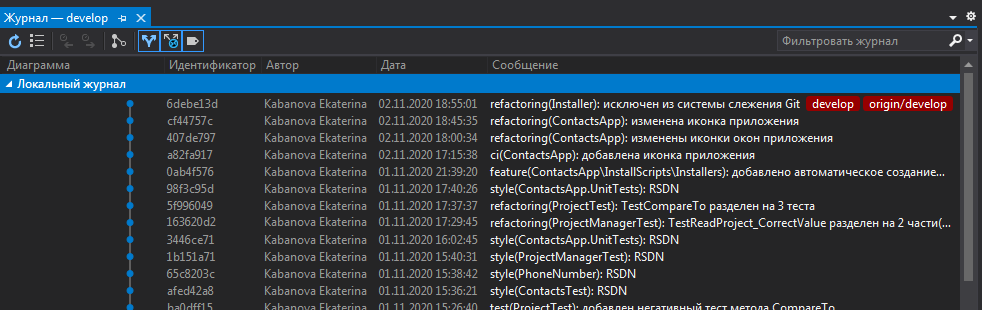 Журнал — develop
Фильтровать журнал
Диаграмма Идентификатор Автор Дата Сообщение
Локальный журнал
6debe13d Kabanova Ekaterina 02.11.2020 18:55:01 refactoring(Installer): исключен из системы слежения Git develop origin/develop
cf44757c Kabanova Ekaterina 02.11.2020 18:45:35 refactoring(ContactsApp): изменена иконка приложения
407de797 Kabanova Ekaterina 02.11.2020 18:00:34 refactoring(ContactsApp): изменены иконки окон приложения
a82fa917 Kabanova Ekaterina 02.11.2020 17:15:38 ci(ContactsApp): добавлена иконка приложения
0ab4f576 Kabanova Ekaterina 01.11.2020 21:39:20 feature(ContactsApp\InstallScripts\Installers): добавлено автоматическое создание...
98f3c95d Kabanova Ekaterina 01.11.2020 17:40:26 style(ContactsApp.UnitTests): RSDN
5f996049 Kabanova Ekaterina 01.11.2020 17:37:37 refactoring(ProjectTest): TestCompareTo разделен на 3 теста
163620d2 Kabanova Ekaterina 01.11.2020 17:29:45 refactoring(ProjectManagerTest): TestReadProject_CorrectValue разделен на 2 части(...
3446ce71 Kabanova Ekaterina 01.11.2020 16:02:45 style(ContactsApp.UnitTests): RSDN
1b151a71 Kabanova Ekaterina 01.11.2020 15:40:31 style(ProjectManagerTest): RSDN
65c8203c Kabanova Ekaterina 01.11.2020 15:38:42 style(PhoneNumber): RSDN
afed42a8 Kabanova Ekaterina 01.11.2020 15:36:21 style(ContactsTest): RSDN
ba0dff15 Kabanova Ekaterina 01.11.2020 15:26:40 test(ProjectTest): добавлен негативный тест метода CompareTo